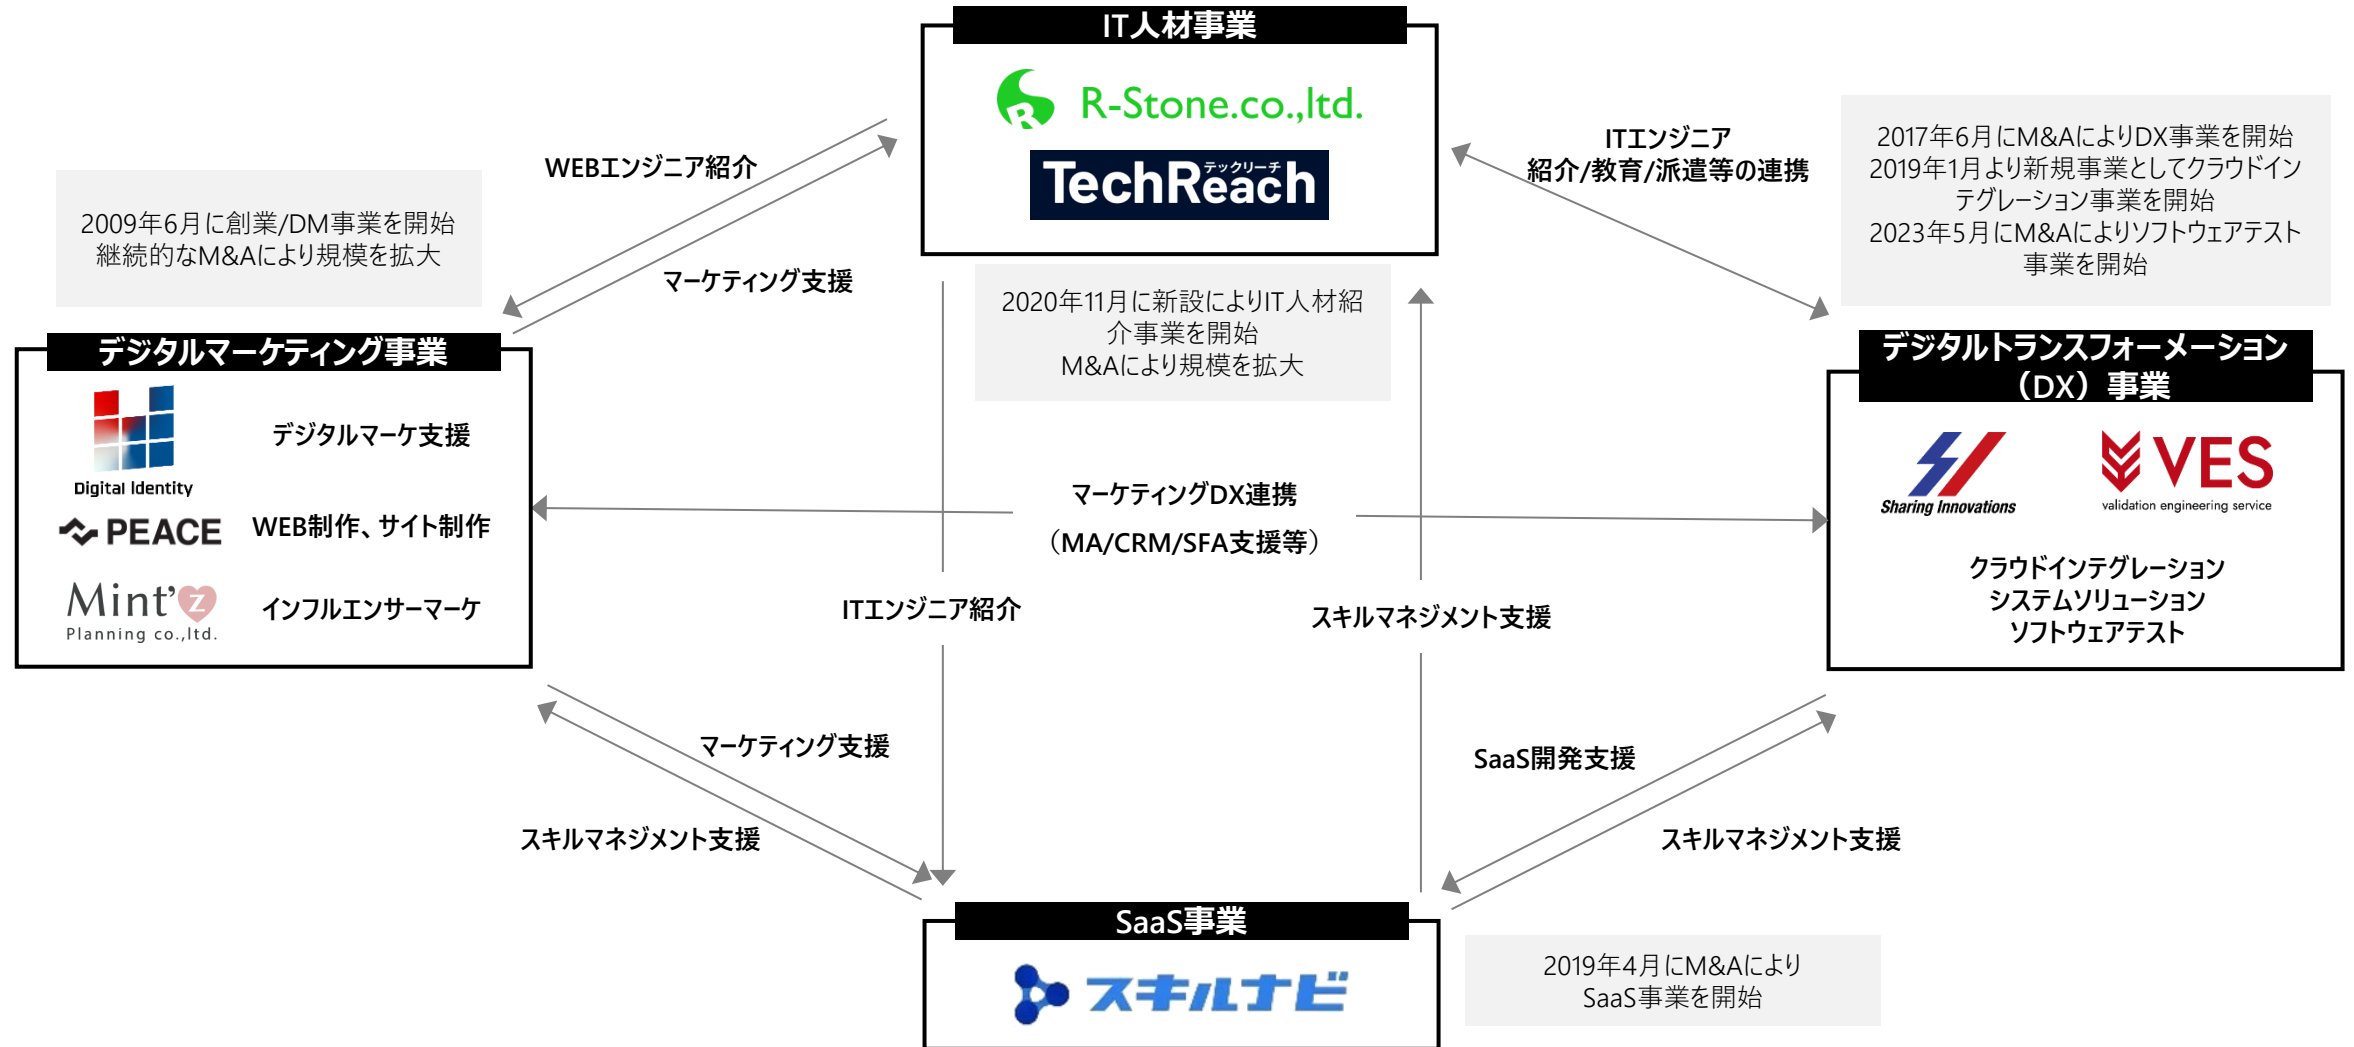 IT人材事業
R-Stone.co.,ltd.
テックリーチ
TechReach
WEBエンジニア紹介
マーケティング支援
ITエンジニア
紹介/教育/派遣等の連携
2017年6月にM&AによりDX事業を開始
2019年1月より新規事業としてクラウドイン
テグレーション事業を開始
2023年5月にM&Aによりソフトウェアテスト
事業を開始
2009年6月に創業/DM事業を開始
継続的なM&Aにより規模を拡大
2020年11月に新設によりIT人材紹
介事業を開始
M&Aにより規模を拡大
デジタルマーケティング事業
Digital Identity
デジタルマーケ支援
PEACE
WEB制作、サイト制作
Mint'z
Planning co.,ltd.
インフルエンサーマーケ
マーケティングDX連携
（MA/CRM/SFA支援等）
デジタルトランスフォーメーション
（DX）事業
Sharing Innovations
VES
validation engineering service
クラウドインテグレーション
システムソリューション
ソフトウェアテスト
ITエンジニア紹介
スキルマネジメント支援
マーケティング支援
スキルマネジメント支援
SaaS開発支援
スキルマネジメント支援
SaaS事業
スキルナビ
2019年4月にM&Aにより
SaaS事業を開始